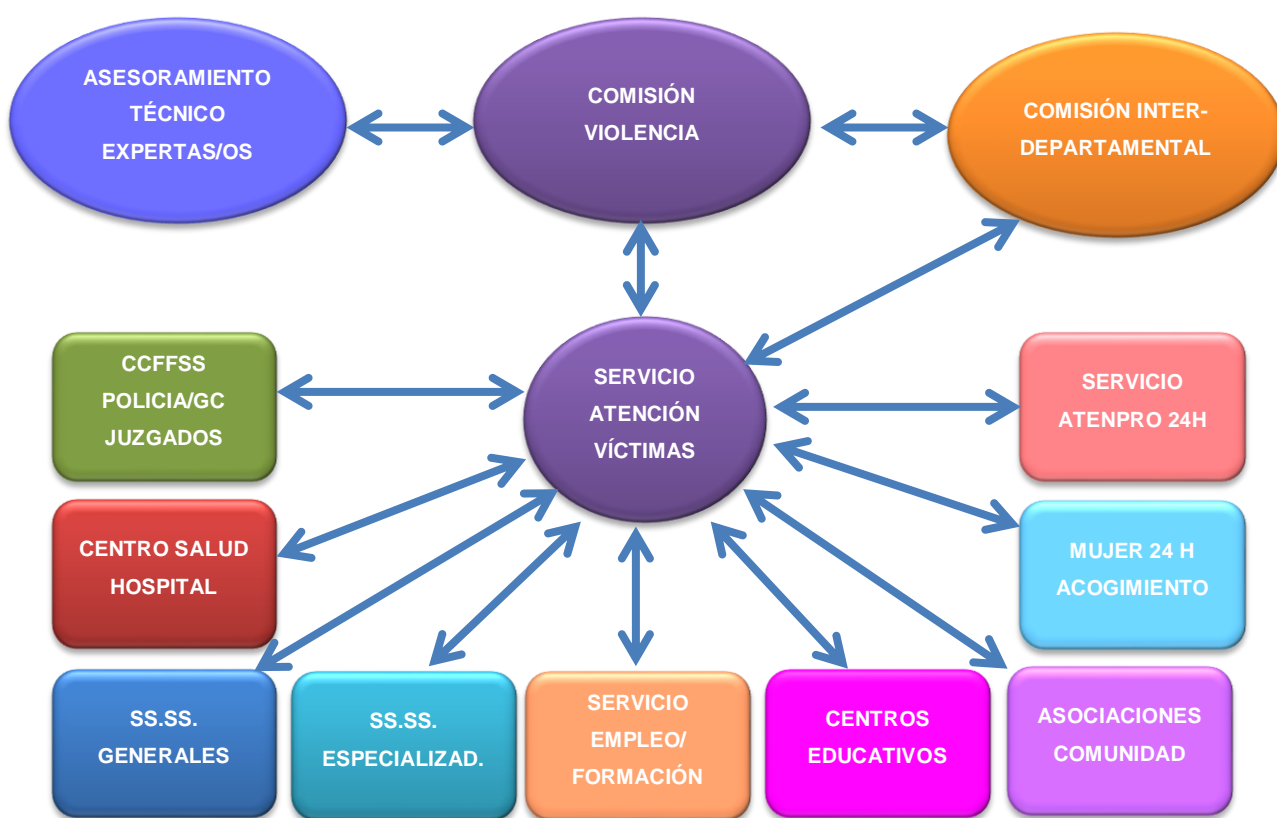 ASESORAMIENTO
TÉCNICO
EXPERTAS/OS
COMISIÓN
VIOLENCIA
COMISIÓN INTER-
DEPARTAMENTAL
CCFFSS
POLICIA/GC
JUZGADOS
SERVICIO
ATENCIÓN
VÍCTIMAS
SERVICIO
ATENPRO 24H
CENTRO SALUD
HOSPITAL
MUJER 24 H
ACOGIMIENTO
SS.SS.
GENERALES
SS.SS.
ESPECIALIZAD.
SERVICIO
EMPLEO/
FORMACIÓN
CENTROS
EDUCATIVOS
ASOCIACIONES
COMUNIDAD